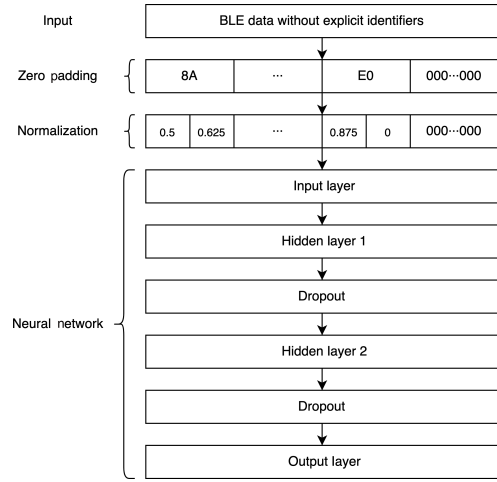 Input
BLE data without explicit identifiers
Zero padding
8A ... E0 000...000
Normalization
0.5 0.625 ... 0.875 0 000...000
Input layer
Hidden layer 1
Dropout
Neural network
Hidden layer 2
Dropout
Output layer